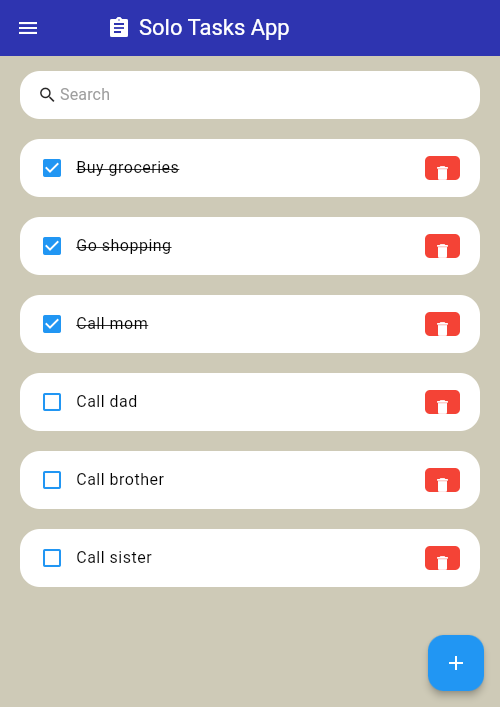 Solo Tasks App
Search
Buy groceries
Go shopping
Call mom
Call dad
Call brother
Call sister